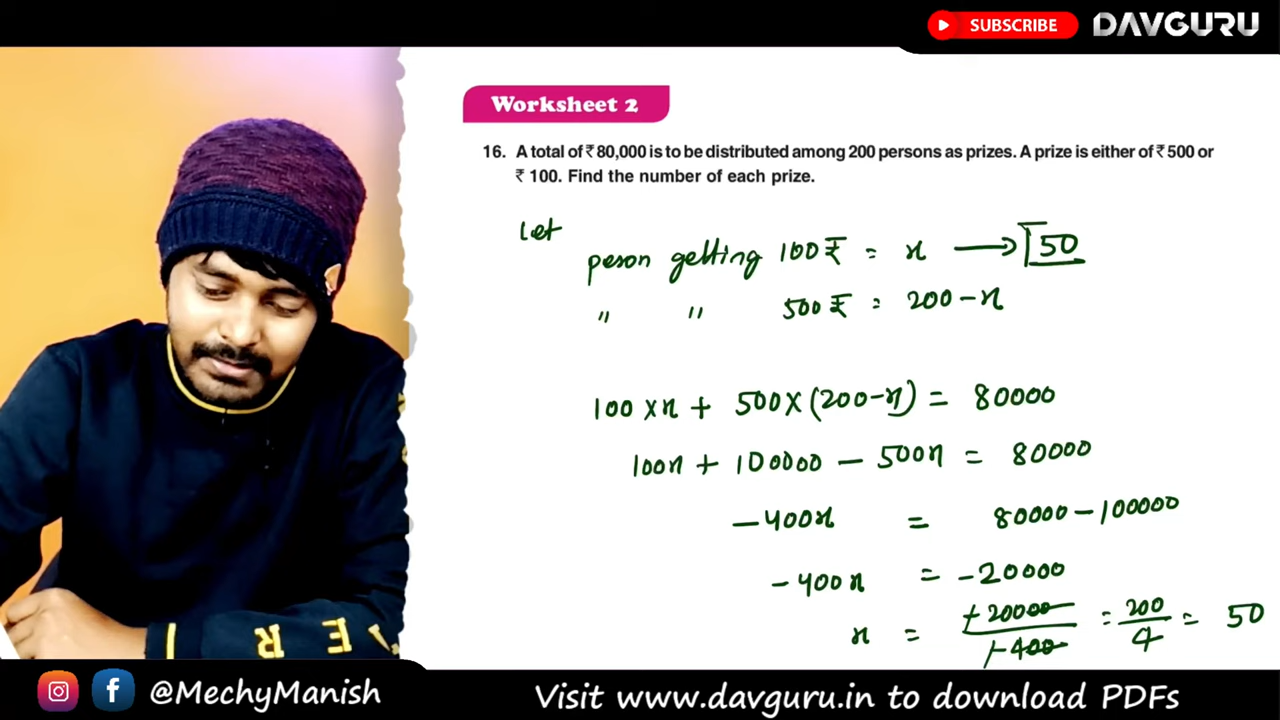 SUBSCRIBE DAVGURU
Worksheet 2
16. A total of ₹ 80,000 is to be distributed among 200 persons as prizes. A prize is either of ₹ 500 or
₹ 100. Find the number of each prize.
Let
peson getting 100 ₹ = x → 50
" " 500 ₹ = 200 - x
100 × x + 500 × (200 - x) = 80000
100x + 100000 - 500x = 80000
- 400x = 80000 - 100000
- 400x = - 20000
x = + 20000 / - 400 = 200 / 4 = 50
@MechyManish Visit www.davguru.in to download PDFs